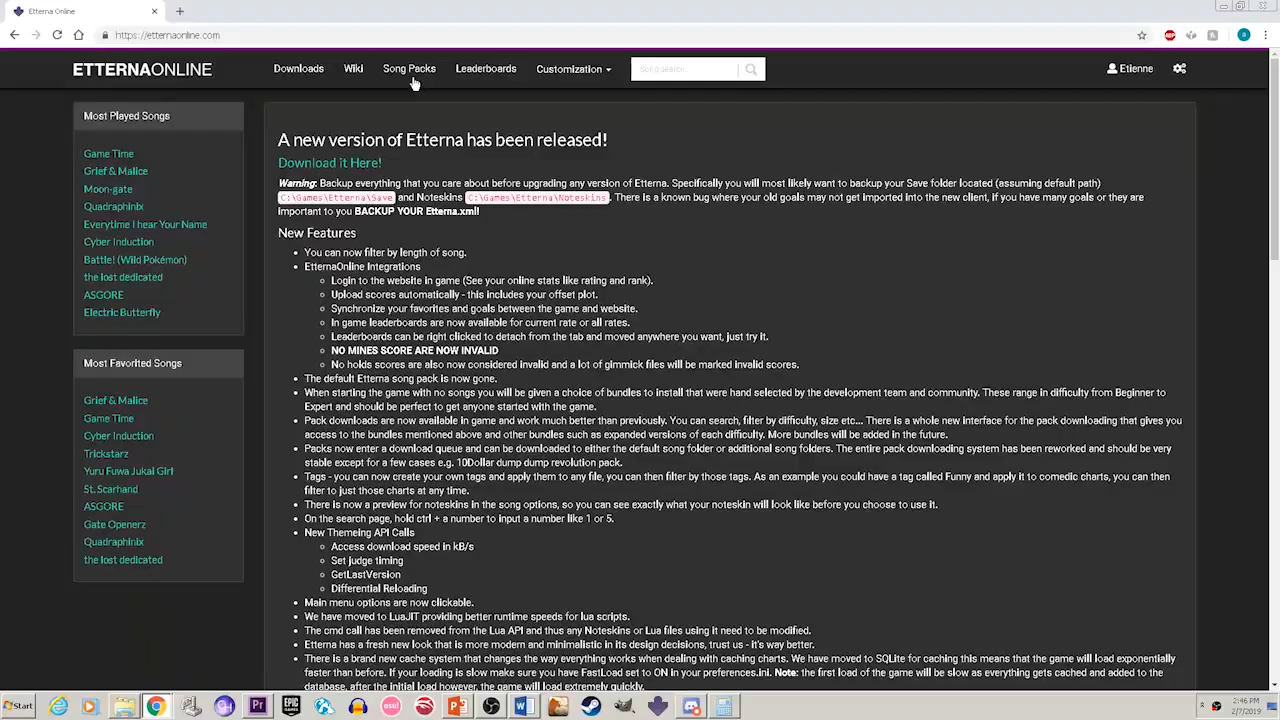 Etterna Online
https://etternaonline.com
ETTERNAONLINE
Downloads
Wiki
Song Packs
Leaderboards
Customization
Song search...
Etienne
Most Played Songs
Game Time
Grief & Malice
Moon-gate
Quadraphinix
Everytime I hear Your Name
Cyber Induction
Battle! (Wild Pokémon)
the lost dedicated
ASGORE
Electric Butterfly
Most Favorited Songs
Grief & Malice
Game Time
Cyber Induction
Trickstarz
Yuru Fuwa Jukai Girl
St. Scarhand
ASGORE
Gate Openerz
Quadraphinix
the lost dedicated
A new version of Etterna has been released!
Download it Here!
Warning: Backup everything that you care about before upgrading any version of Etterna. Specifically you will most likely want to backup your Save folder located (assuming default path)
C:\Games\Etterna\Save and Noteskins C:\Games\Etterna\Noteskins. There is a known bug where your old goals may not get imported into the new client, if you have many goals or they are
important to you BACKUP YOUR Etterna.xml!
New Features
You can now filter by length of song.
EtternaOnline Integrations
Login to the website in game (See your online stats like rating and rank).
Upload scores automatically - this includes your offset plot.
Synchronize your favorites and goals between the game and website.
In game leaderboards are now available for current rate or all rates.
Leaderboards can be right clicked to detach from the tab and moved anywhere you want, just try it.
NO MINES SCORE ARE NOW INVALID
No holds scores are also now considered invalid and a lot of gimmick files will be marked invalid scores.
The default Etterna song pack is now gone.
When starting the game with no songs you will be given a choice of bundles to install that were hand selected by the development team and community. These range in difficulty from Beginner to
Expert and should be perfect to get anyone started with the game.
Pack downloads are now available in game and work much better than previously. You can search, filter by difficulty, size etc... There is a whole new interface for the pack downloading that gives you
access to the bundles mentioned above and other bundles such as expanded versions of each difficulty. More bundles will be added in the future.
Packs now enter a download queue and can be downloaded to either the default song folder or additional song folders. The entire pack downloading system has been reworked and should be very
stable except for a few cases e.g. 10Dollar dump dump revolution pack.
Tags - you can now create your own tags and apply them to any file, you can then filter by those tags. As an example you could have a tag called Funny and apply it to comedic charts, you can then
filter to just those charts at any time.
There is now a preview for noteskins in the song options, so you can see exactly what your noteskin will look like before you choose to use it.
On the search page, hold ctrl + a number to input a number like 1 or 5.
New Themeing API Calls
Access download speed in kB/s
Set judge timing
GetLastVersion
Differential Reloading
Main menu options are now clickable.
We have moved to LuaJIT providing better runtime speeds for lua scripts.
The cmd call has been removed from the Lua API and thus any Noteskins or Lua files using it need to be modified.
Etterna has a fresh new look that is more modern and minimalistic in its design decisions, trust us - it's way better.
There is a brand new cache system that changes the way everything works when dealing with caching charts. We have moved to SQLite for caching this means that the game will load exponentially
faster than before. If your loading is slow make sure you have FastLoad set to ON in your preferences.ini. Note: the first load of the game will be slow as everything gets cached and added to the
database, after the initial load however, the game will load extremely quickly.
Start
2:46 PM
2/7/2019